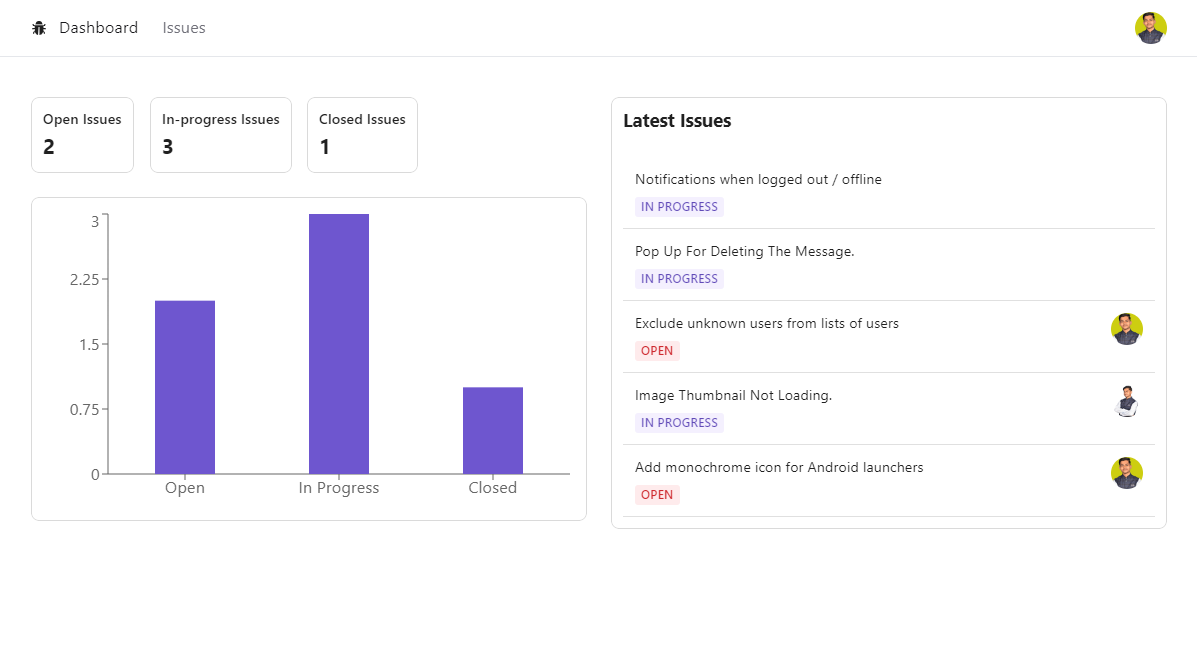 Dashboard Issues
Open Issues
2
In-progress Issues
3
Closed Issues
1
3
2.25
1.5
0.75
0
Open In Progress Closed
Latest Issues
Notifications when logged out / offline
IN PROGRESS
Pop Up For Deleting The Message.
IN PROGRESS
Exclude unknown users from lists of users
OPEN
Image Thumbnail Not Loading.
IN PROGRESS
Add monochrome icon for Android launchers
OPEN